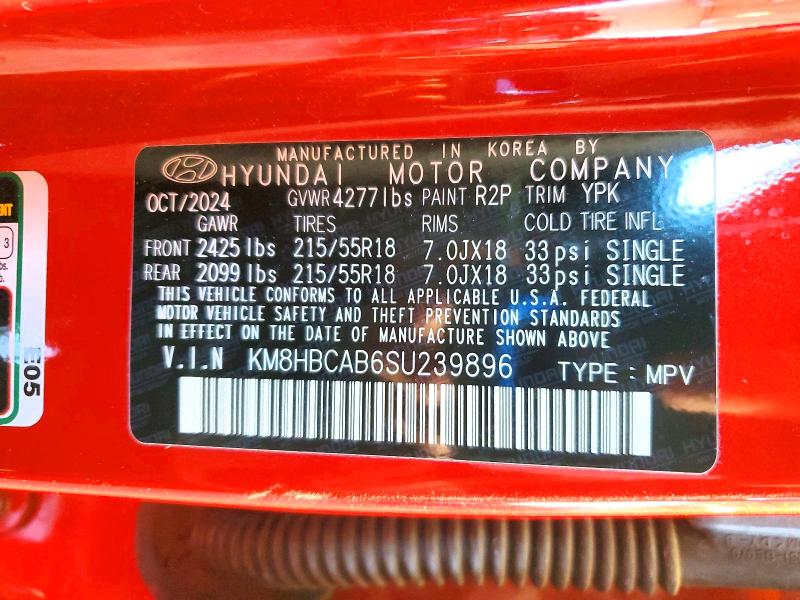 MANUFACTURED IN KOREA BY
HYUNDAI MOTOR COMPANY
OCT/2024 GVWR 4277 lbs PAINT R2P TRIM YPK
GAWR TIRES RIMS COLD TIRE INFL
FRONT 2425 lbs 215/55R18 7.0JX18 33 psi SINGLE
REAR 2099 lbs 215/55R18 7.0JX18 33 psi SINGLE
THIS VEHICLE CONFORMS TO ALL APPLICABLE U.S.A. FEDERAL
MOTOR VEHICLE SAFETY AND THEFT PREVENTION STANDARDS
IN EFFECT ON THE DATE OF MANUFACTURE SHOWN ABOVE
V.I.N KM8HBCAB6SU239896 TYPE : MPV
E05
3